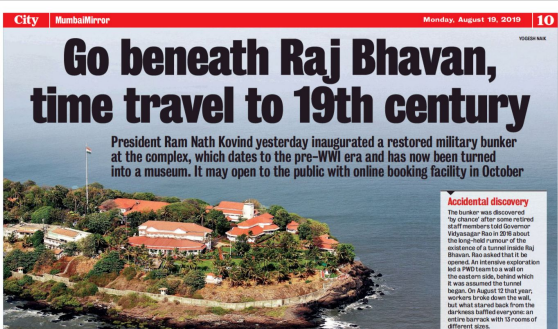 City MumbaiMirror Monday, August 19, 2019 10
YOGESH NAIK
Go beneath Raj Bhavan,
time travel to 19th century
President Ram Nath Kovind yesterday inaugurated a restored military bunker
at the complex, which dates to the pre-WWI era and has now been turned
into a museum. It may open to the public with online booking facility in October
Accidental discovery
The bunker was discovered
'by chance' after some retired
staff members told Governor
Vidyasagar Rao in 2016 about
the long-held rumour of the
existence of a tunnel inside Raj
Bhavan. Rao asked that it be
opened. An intensive exploration
led a PWD team to a wall on
the eastern side, behind which
it was assumed the tunnel
began. On August 12 that year,
workers broke down the wall,
but what stared back from the
darkness baffled everyone: an
entire barrack with 13 rooms of
different sizes.